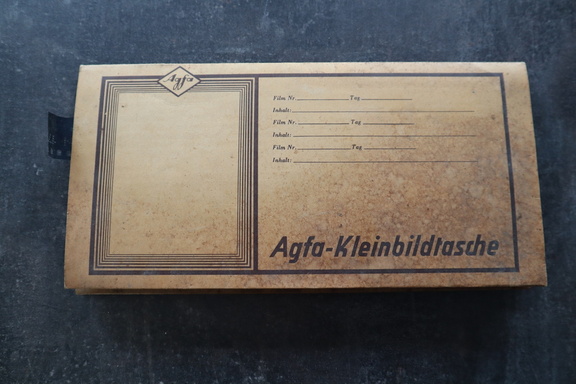 Agfa
Film Nr. Tag
Inhalt:
Film Nr. Tag
Inhalt:
Film Nr. Tag
Inhalt:
Agfa-Kleinbildtasche